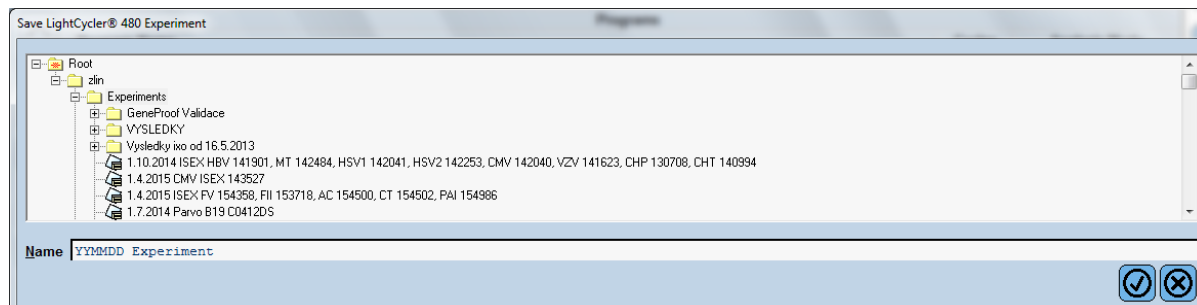 Save LightCycler® 480 Experiment
Programs
Root
zlin
Experiments
GeneProof Validace
VYSLEDKY
Vysledky ixo od 16.5.2013
1.10.2014 ISEX HBV 141901, MT 142484, HSV1 142041, HSV2 142253, CMV 142040, VZV 141623, CHP 130708, CHT 140994
1.4.2015 CMV ISEX 143527
1.4.2015 ISEX FV 154358, FII 153718, AC 154500, CT 154502, PAI 154986
1.7.2014 Parvo B19 C0412DS
Name YYMMDD Experiment